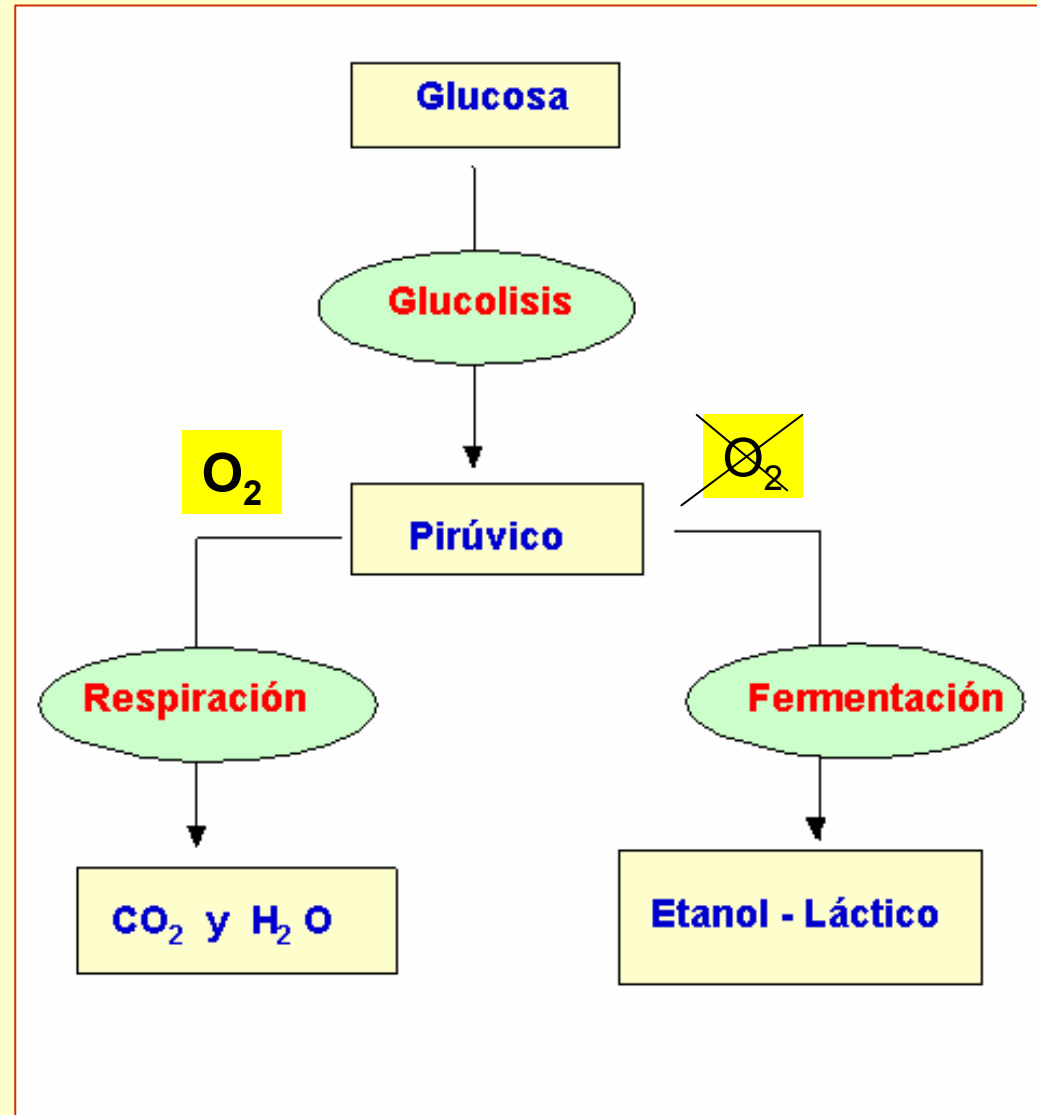 Glucosa
Glucolisis
O₂
O₂
Pirúvico
Respiración
Fermentación
CO₂ y H₂ O
Etanol - Láctico